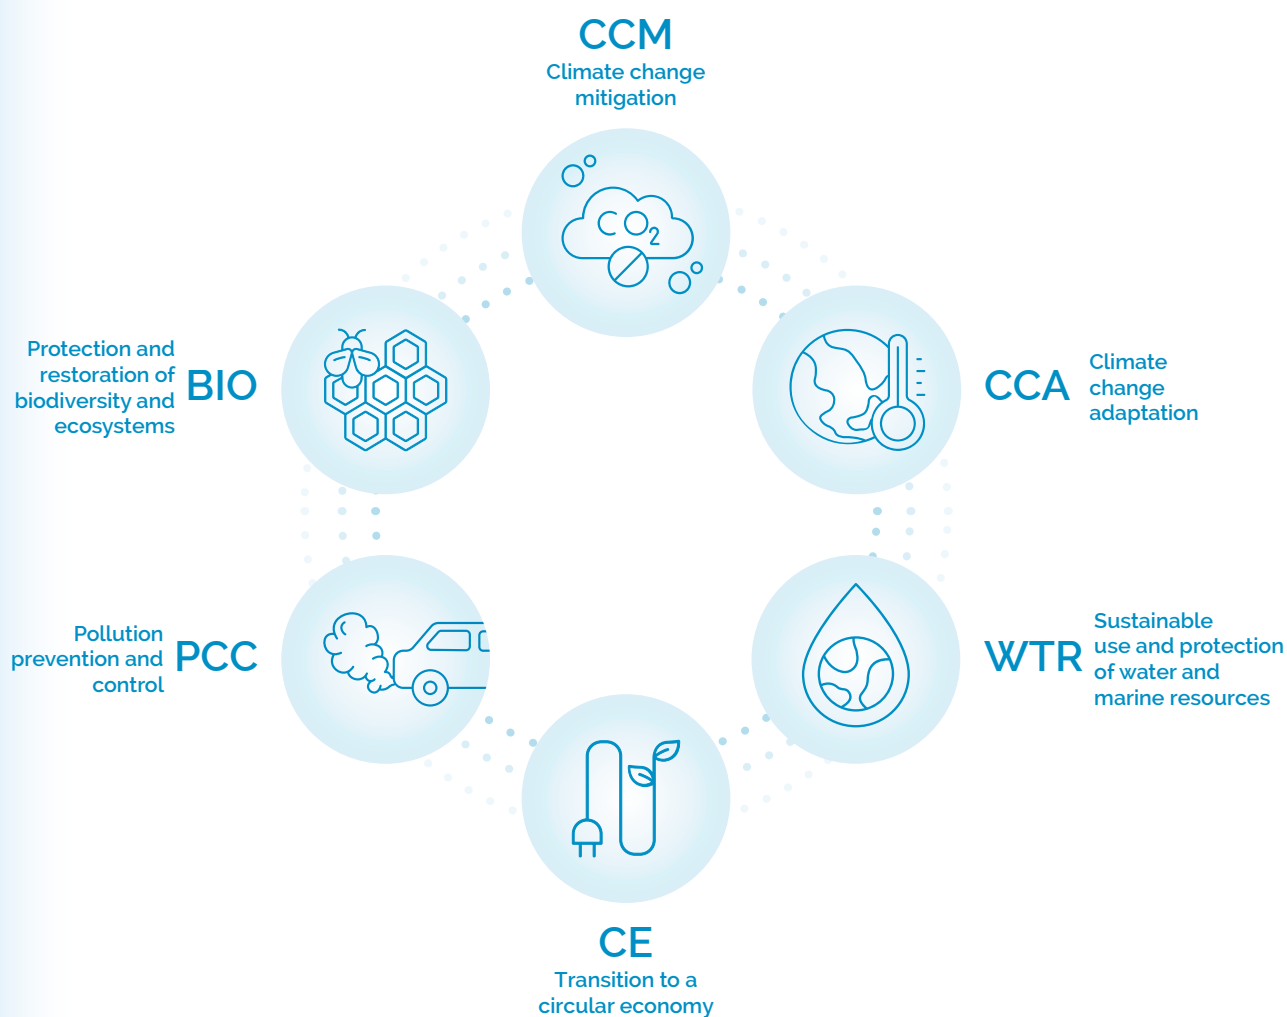 CCM
Climate change
mitigation
CO2
Protection and
restoration of
biodiversity and
ecosystems
BIO
CCA
Climate
change
adaptation
Pollution
prevention and
control
PCC
WTR
Sustainable
use and protection
of water and
marine resources
CE
Transition to a
circular economy